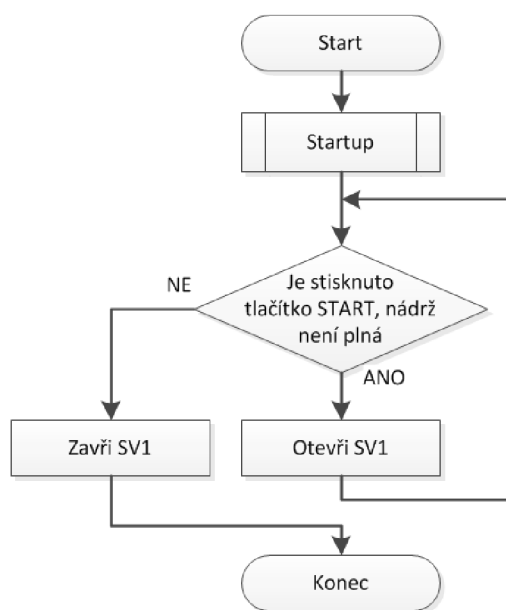 Start
Startup
Je stisknuto
tlačítko START, nádrž
není plná
NE
ANO
Zavři SV1
Otevři SV1
Konec